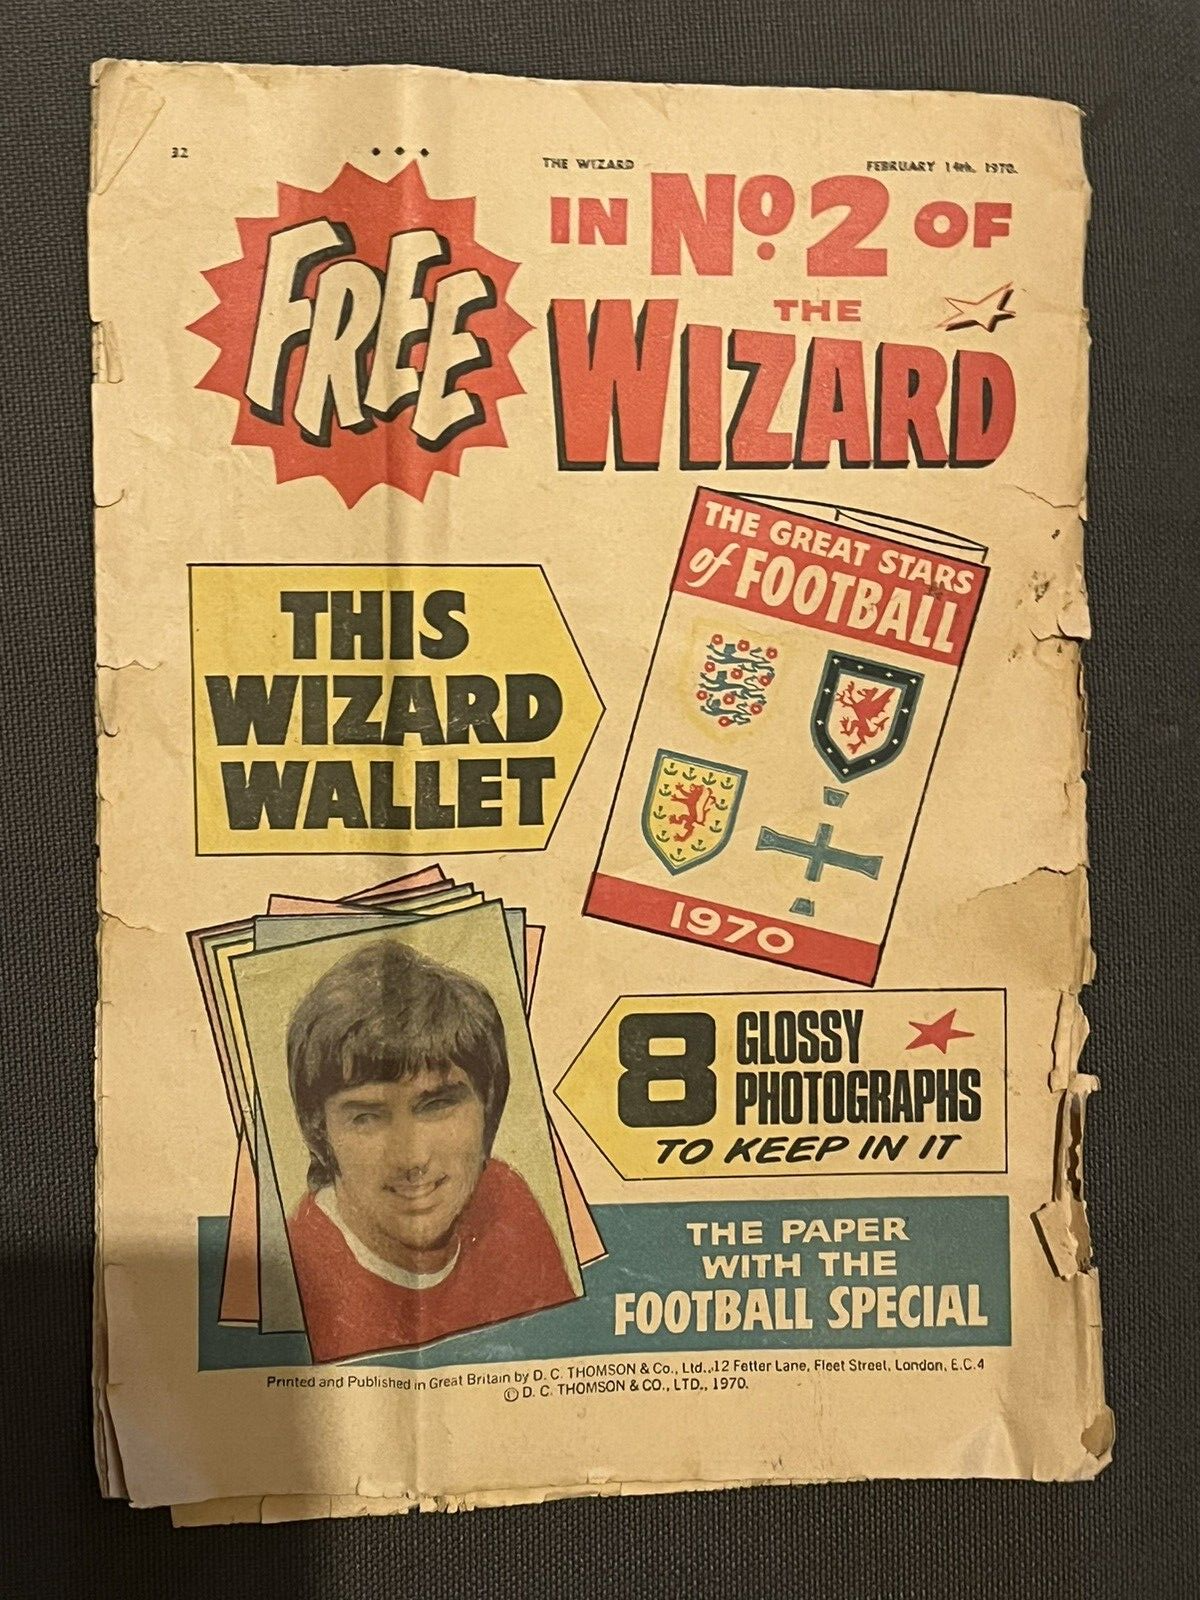 32
THE WIZARD
FEBRUARY 14th, 1970.
FREE
IN No. 2 OF
THE
WIZARD
THE GREAT STARS
of FOOTBALL
1970
THIS
WIZARD
WALLET
8 GLOSSY
PHOTOGRAPHS
TO KEEP IN IT
THE PAPER
WITH THE
FOOTBALL SPECIAL
Printed and Published in Great Britain by D. C. THOMSON & Co., Ltd., 12 Fetter Lane, Fleet Street, London, E.C.4
© D. C. THOMSON & CO., LTD., 1970.